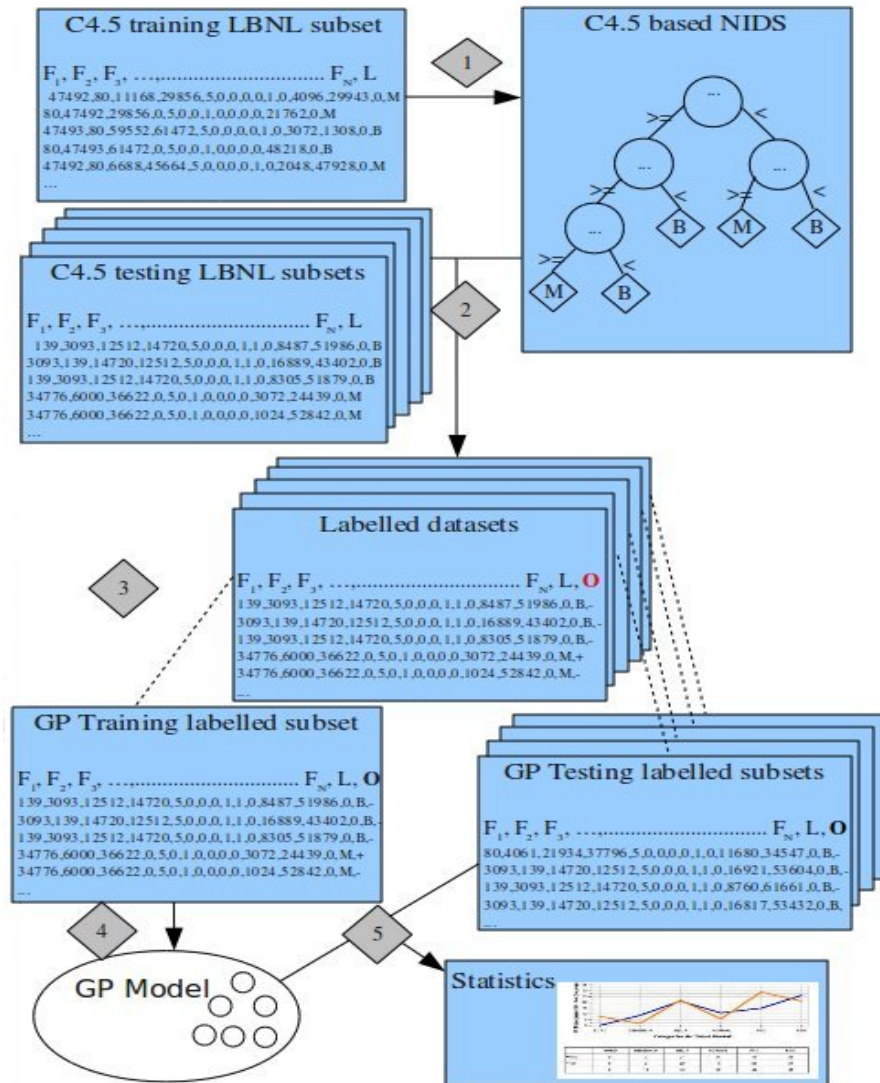 C4.5 training LBNL subset
F1, F2, F3, ...,................................ FN, L
47492,80,11168,29856,5,0,0,0,0,1,0,4096,29943,0,M
80,47492,29856,0,5,0,0,1,0,0,0,0,21762,0,M
47493,80,59552,61472,5,0,0,0,0,1,0,3072,1308,0,B
80,47493,61472,0,5,0,0,1,0,0,0,0,48218,0,B
47492,80,6688,45664,5,0,0,0,0,1,0,2048,47928,0,M
...
1
C4.5 based NIDS
...
>=
<
...
...
>=
<
>=
<
...
B
M
B
>=
<
M
B
C4.5 testing LBNL subsets
F1, F2, F3, ...,................................ FN, L
139,3093,12512,14720,5,0,0,0,1,1,0,8487,51986,0,B
3093,139,14720,12512,5,0,0,0,1,1,0,16889,43402,0,B
139,3093,12512,14720,5,0,0,0,1,1,0,8305,51879,0,B
34776,6000,36622,0,5,0,1,0,0,0,0,3072,24439,0,M
34776,6000,36622,0,5,0,1,0,0,0,0,1024,52842,0,M
...
2
Labelled datasets
F1, F2, F3, ...,................................ FN, L, O
139,3093,12512,14720,5,0,0,0,1,1,0,8487,51986,0,B,-
3093,139,14720,12512,5,0,0,0,1,1,0,16889,43402,0,B,-
139,3093,12512,14720,5,0,0,0,1,1,0,8305,51879,0,B,-
34776,6000,36622,0,5,0,1,0,0,0,0,3072,24439,0,M,+
34776,6000,36622,0,5,0,1,0,0,0,0,1024,52842,0,M,-
...
3
GP Training labelled subset
F1, F2, F3, ...,................................ FN, L, O
139,3093,12512,14720,5,0,0,0,1,1,0,8487,51986,0,B,-
3093,139,14720,12512,5,0,0,0,1,1,0,16889,43402,0,B,-
139,3093,12512,14720,5,0,0,0,1,1,0,8305,51879,0,B,-
34776,6000,36622,0,5,0,1,0,0,0,0,3072,24439,0,M,+
34776,6000,36622,0,5,0,1,0,0,0,0,1024,52842,0,M,-
...
GP Testing labelled subsets
F1, F2, F3, ...,................................ FN, L, O
80,4061,21934,37796,5,0,0,0,0,1,0,11680,34547,0,B,-
3093,139,14720,12512,5,0,0,0,1,1,0,16921,53604,0,B,-
139,3093,12512,14720,5,0,0,0,1,1,0,8760,61661,0,B,-
3093,139,14720,12512,5,0,0,0,1,1,0,16817,53432,0,B,
...
4
5
GP Model
Statistics